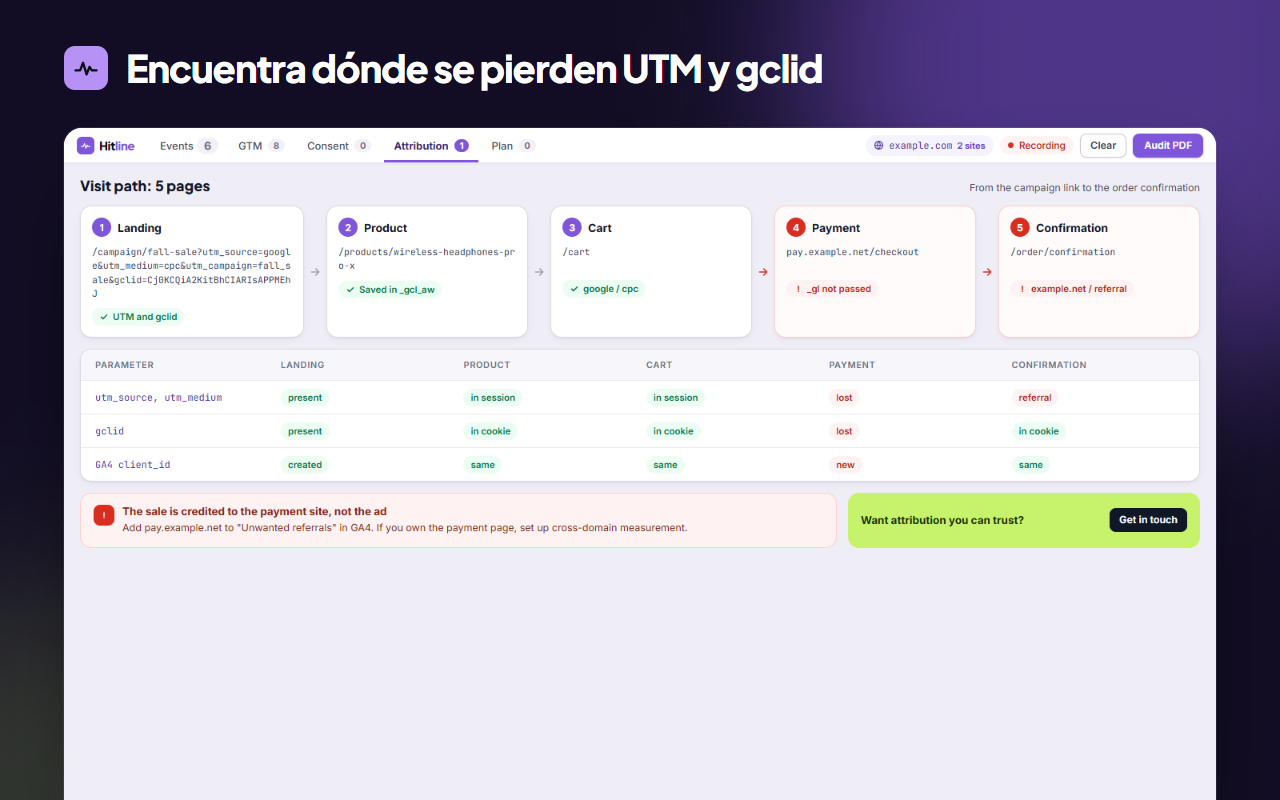 Encuentra dónde se pierden UTM y gclid
Hitline Events 6 GTM 8 Consent 0 Attribution 1 Plan 0 example.com 2 sites Recording Clear Audit PDF
Visit path: 5 pages From the campaign link to the order confirmation
1 Landing
/campaign/fall-sale?utm_source=googl
e&utm_medium=cpc&utm_campaign=fall_s
ale&gclid=Cj0KCQiA2KitBhCIARIsAPPMEh
J
UTM and gclid
2 Product
/products/wireless-headphones-pr
o-x
Saved in _gcl_aw
3 Cart
/cart
google / cpc
4 Payment
pay.example.net/checkout
! _gl not passed
5 Confirmation
/order/confirmation
! example.net / referral
PARAMETER LANDING PRODUCT CART PAYMENT CONFIRMATION
utm_source, utm_medium present in session in session lost referral
gclid present in cookie in cookie lost in cookie
GA4 client_id created same same new same
! The sale is credited to the payment site, not the ad
Add pay.example.net to "Unwanted referrals" in GA4. If you own the payment page, set up cross-domain measurement.
Want attribution you can trust? Get in touch